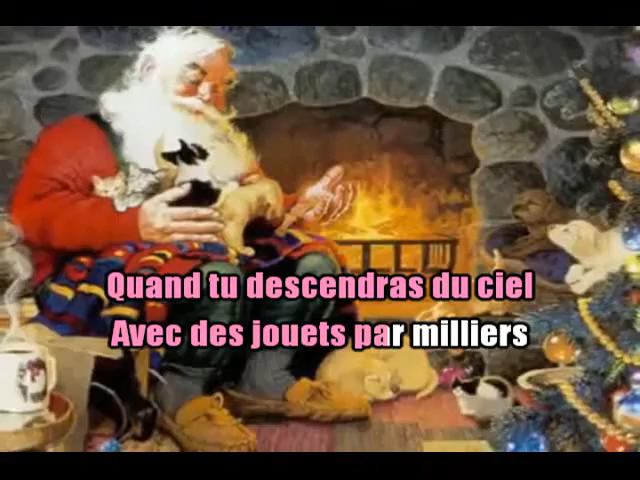 Quand tu descendras du ciel
Avec des jouets par milliers